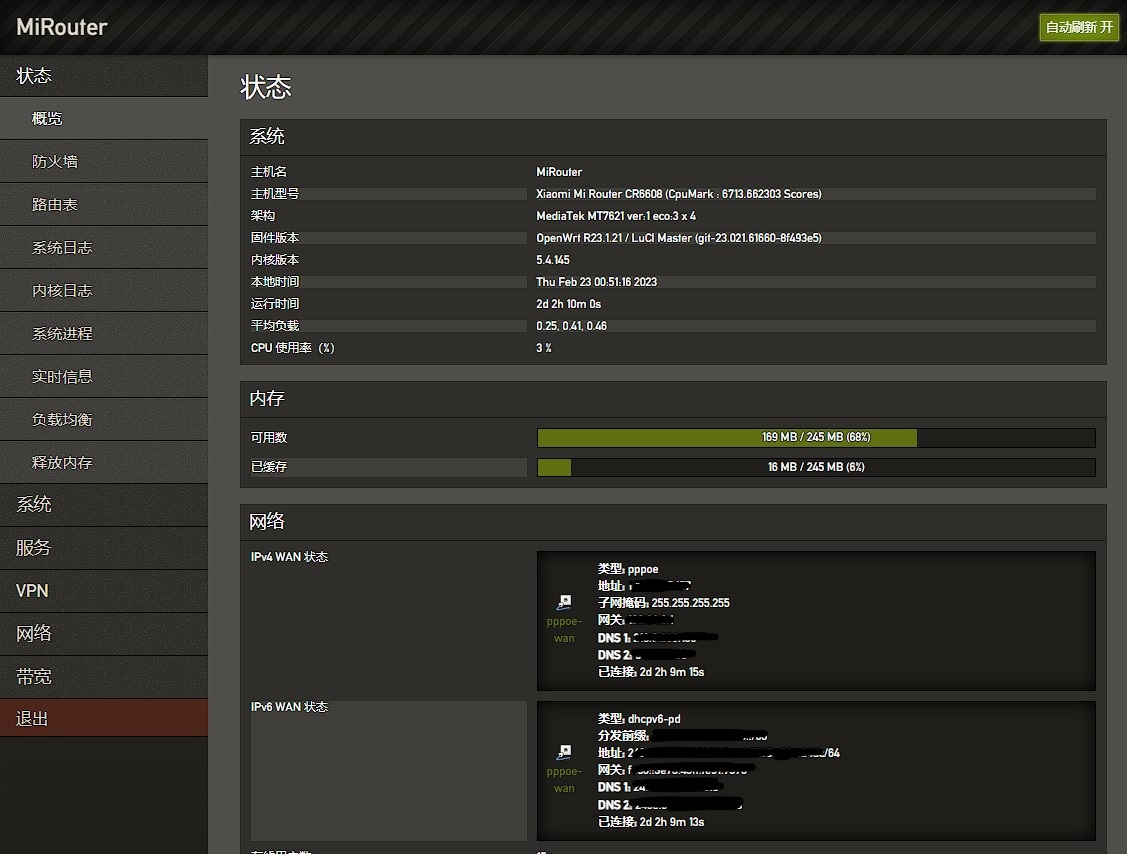 MiRouter
自动刷新 开
状态
概览
防火墙
路由表
系统日志
内核日志
系统进程
实时信息
负载均衡
释放内存
系统
服务
VPN
网络
带宽
退出
状态
系统
主机名 MiRouter
主机型号 Xiaomi Mi Router CR6608 (CpuMark : 6713.662303 Scores)
架构 MediaTek MT7621 ver:1 eco:3 x 4
固件版本 OpenWrt R23.1.21 / LuCI Master (git-23.021.61660-8f493e5)
内核版本 5.4.145
本地时间 Thu Feb 23 00:51:16 2023
运行时间 2d 2h 10m 0s
平均负载 0.25, 0.41, 0.46
CPU 使用率（%） 3 %
内存
可用数 169 MB / 245 MB (68%)
已缓存 16 MB / 245 MB (6%)
网络
IPv4 WAN 状态
pppoe-
wan
类型: pppoe
地址:
子网掩码: 255.255.255.255
网关:
DNS 1:
DNS 2:
已连接: 2d 2h 9m 15s
IPv6 WAN 状态
pppoe-
wan
类型: dhcpv6-pd
分发前缀:
地址: /64
网关:
DNS 1:
DNS 2:
已连接: 2d 2h 9m 13s